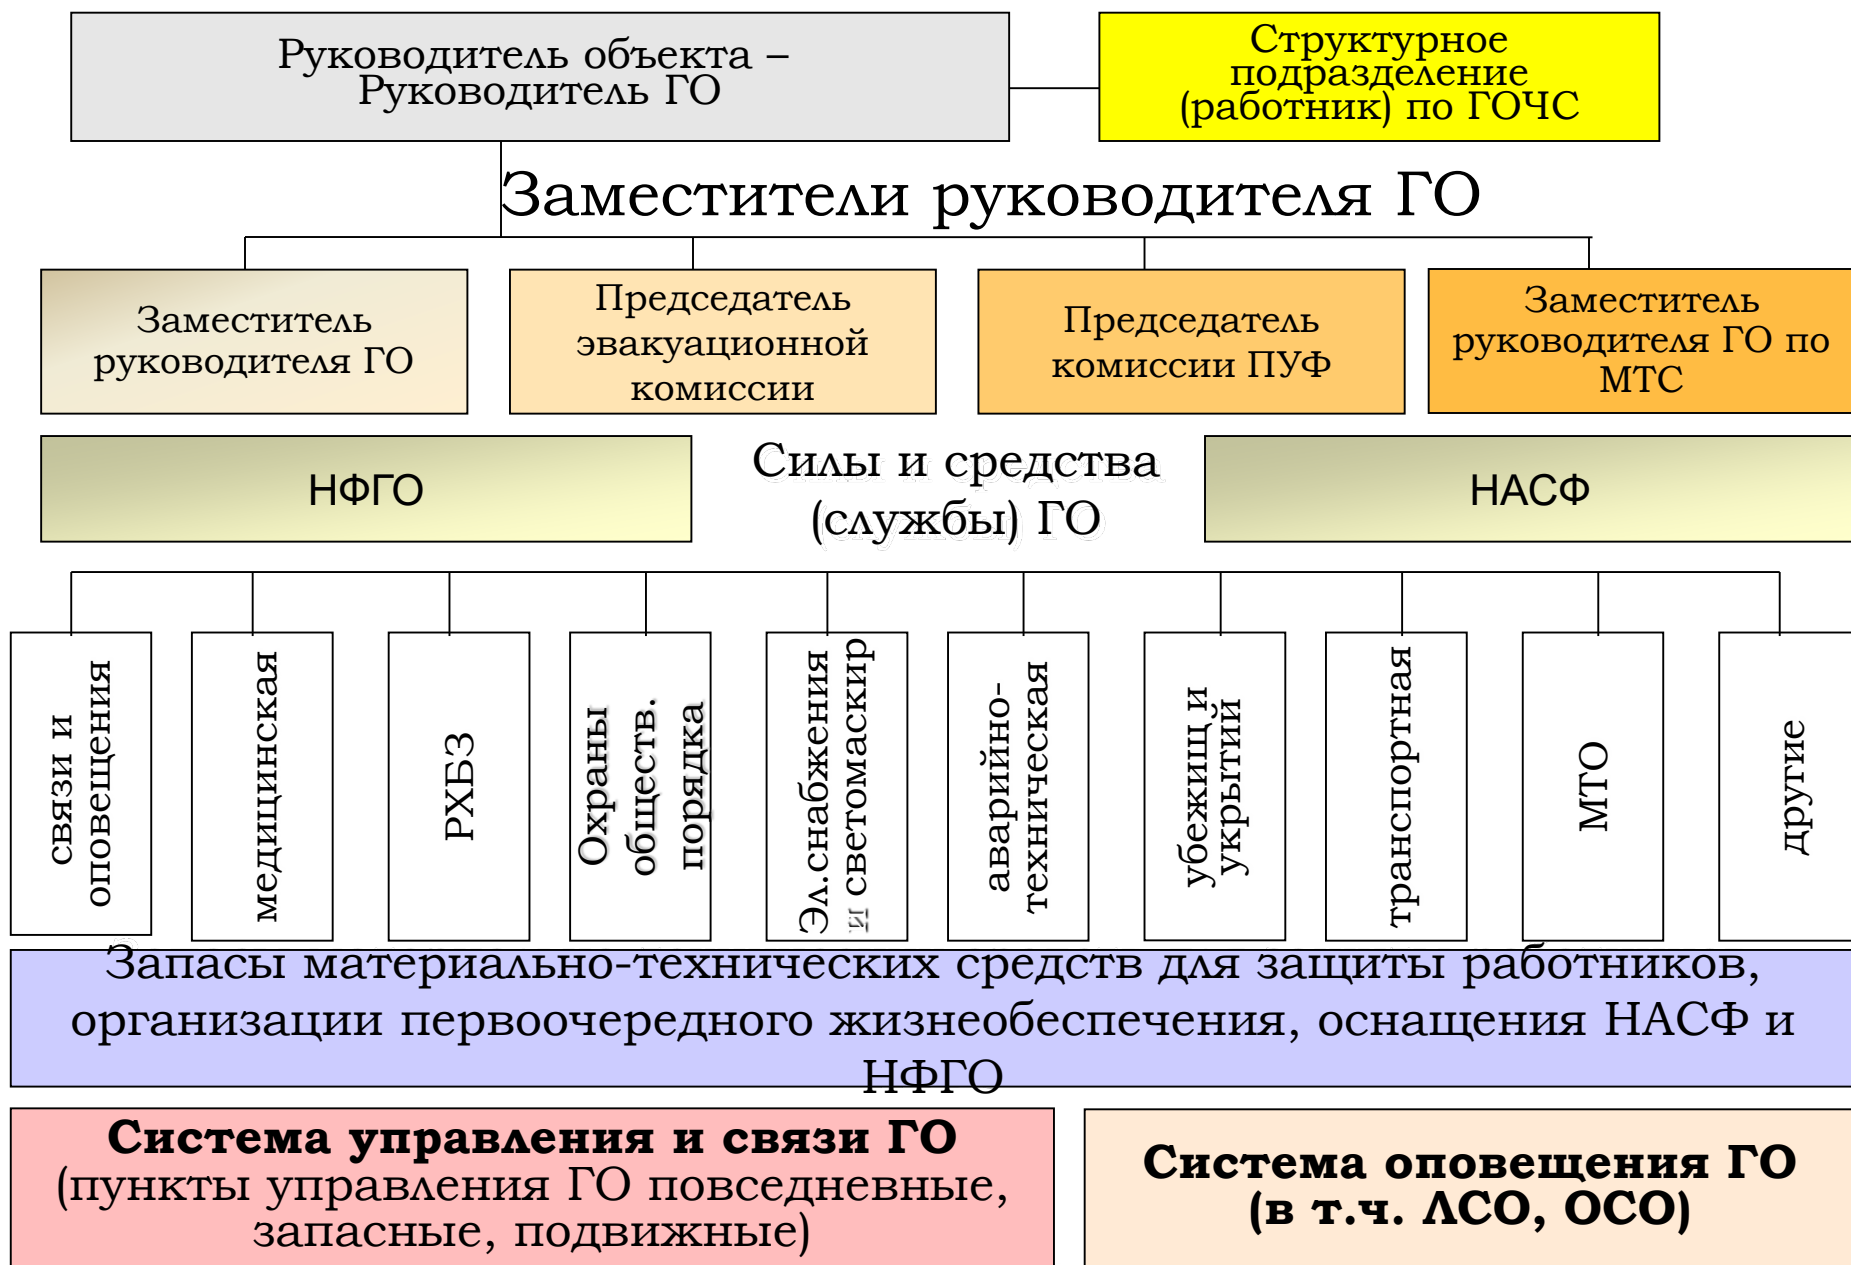 Руководитель объекта –
Руководитель ГО
Структурное
подразделение
(работник) по ГОЧС
Заместители руководителя ГО
Заместитель
руководителя ГО
Председатель
эвакуационной
комиссии
Председатель
комиссии ПУФ
Заместитель
руководителя ГО по
МТС
НФГО
Силы и средства
(службы) ГО
НАСФ
связи и
оповещения
медицинская
РХБЗ
Охраны
обществ.
порядка
Эл.снабжения
и светомаскир
аварийно-
техническая
убежищ и
укрытий
транспортная
МТО
другие
Запасы материально-технических средств для защиты работников,
организации первоочередного жизнеобеспечения, оснащения НАСФ и
НФГО
Система управления и связи ГО
(пункты управления ГО повседневные,
запасные, подвижные)
Система оповещения ГО
(в т.ч. ЛСО, ОСО)